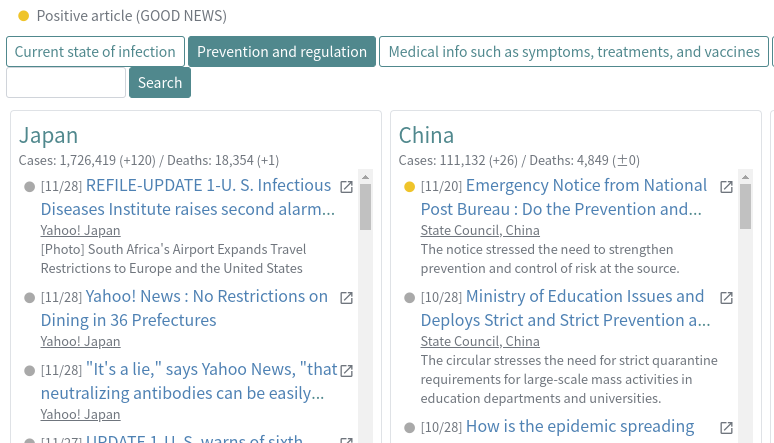 Positive article (GOOD NEWS)
Current state of infection
Prevention and regulation
Medical info such as symptoms, treatments, and vaccines
Search
Japan
Cases: 1,726,419 (+120) / Deaths: 18,354 (+1)
[11/28] REFILE-UPDATE 1-U. S. Infectious
Diseases Institute raises second alarm...
Yahoo! Japan
[Photo] South Africa's Airport Expands Travel
Restrictions to Europe and the United States
[11/28] Yahoo! News : No Restrictions on
Dining in 36 Prefectures
Yahoo! Japan
[11/28] "It's a lie," says Yahoo News, "that
neutralizing antibodies can be easily...
Yahoo! Japan
[11/27] UPDATE 1-U. S. warns of sixth
China
Cases: 111,132 (+26) / Deaths: 4,849 (±0)
[11/20] Emergency Notice from National
Post Bureau : Do the Prevention and...
State Council, China
The notice stressed the need to strengthen
prevention and control of risk at the source.
[10/28] Ministry of Education Issues and
Deploys Strict and Strict Prevention a...
State Council, China
The circular stresses the need for strict quarantine
requirements for large-scale mass activities in
education departments and universities.
[10/28] How is the epidemic spreading